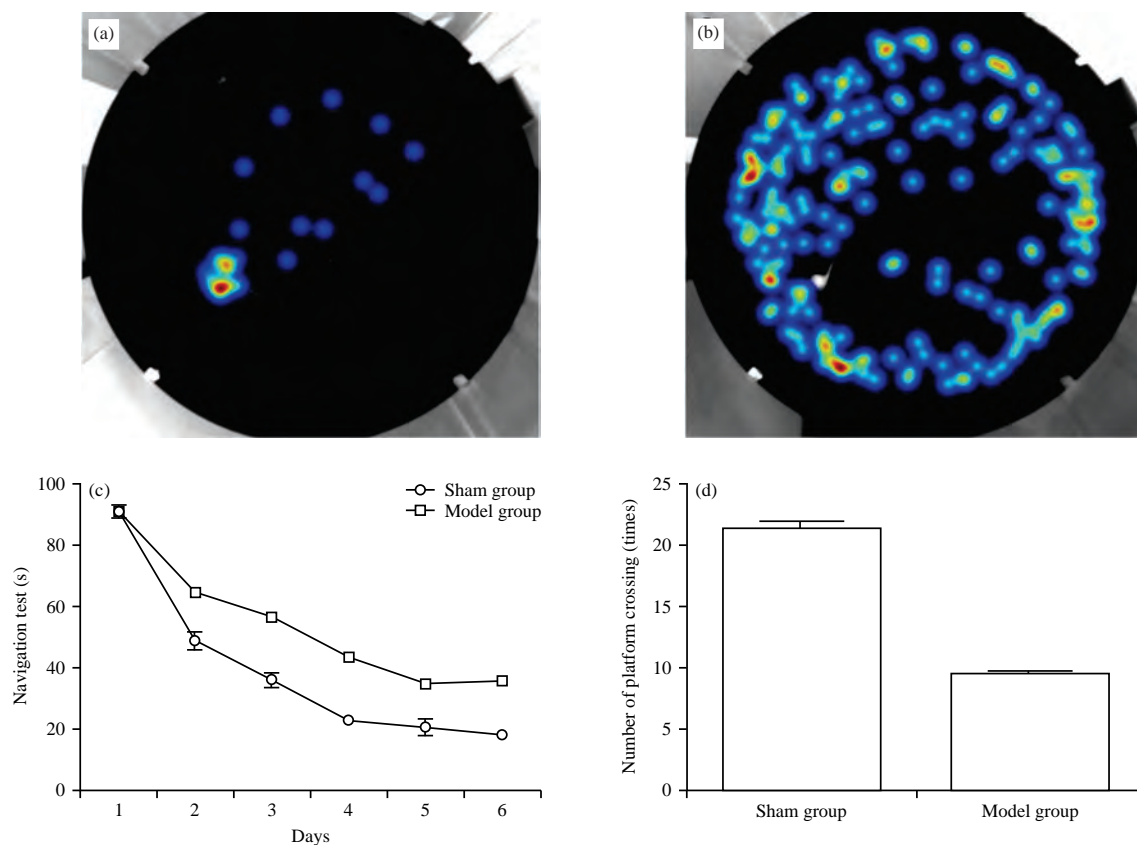 (a)
(b)
(c)
Sham group
Model group
100
80
60
40
20
0
Navigation test (s)
1 2 3 4 5 6
Days
(d)
25
20
15
10
5
0
Number of platform crossing (times)
Sham group Model group